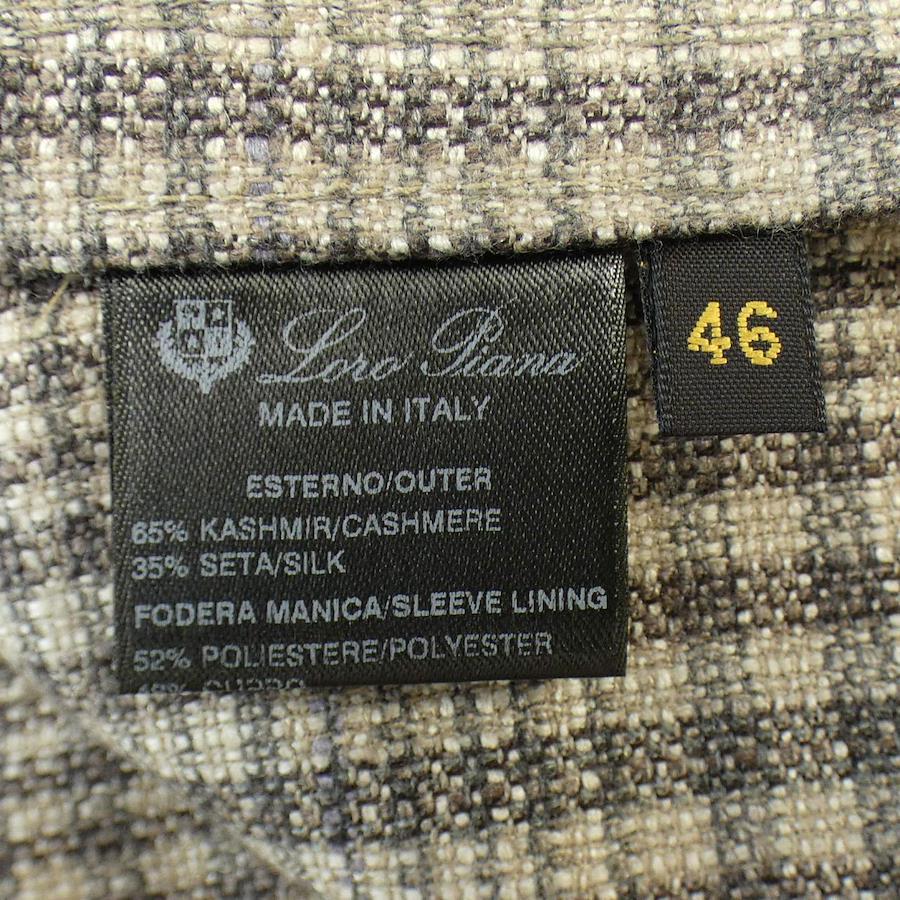 Loro Piana
MADE IN ITALY
ESTERNO/OUTER
65% KASHMIR/CASHMERE
35% SETA/SILK
FODERA MANICA/SLEEVE LINING
52% POLIESTERE/POLYESTER
46